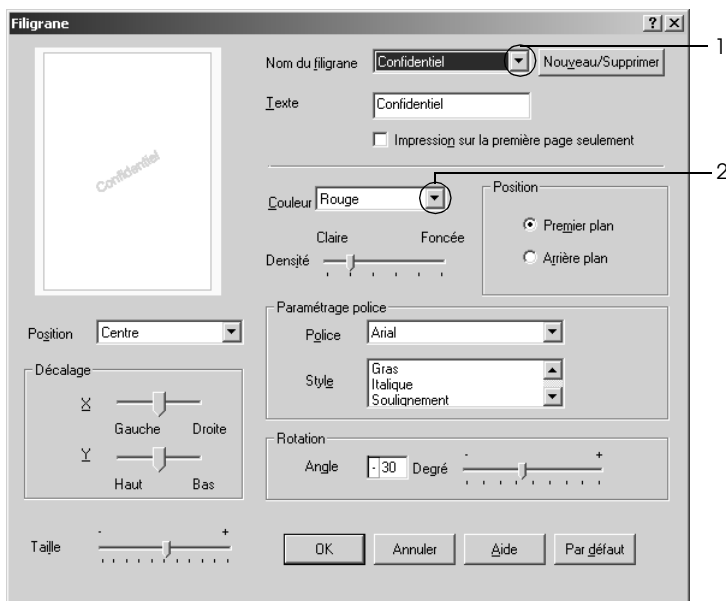 Filigrane
1
Nom du filigrane Confidentiel Nouveau/Supprimer
Texte Confidentiel
Impression sur la première page seulement
Confidentiel
2
Couleur Rouge
Position
Premier plan
Arrière plan
Claire Foncée
Densité
Position Centre
Paramétrage police
Police Arial
Style Gras
Italique
Soulignement
Décalage
X
Gauche Droite
Y
Haut Bas
Rotation
Angle -30 Degré - +
Taille - +
OK Annuler Aide Par défaut